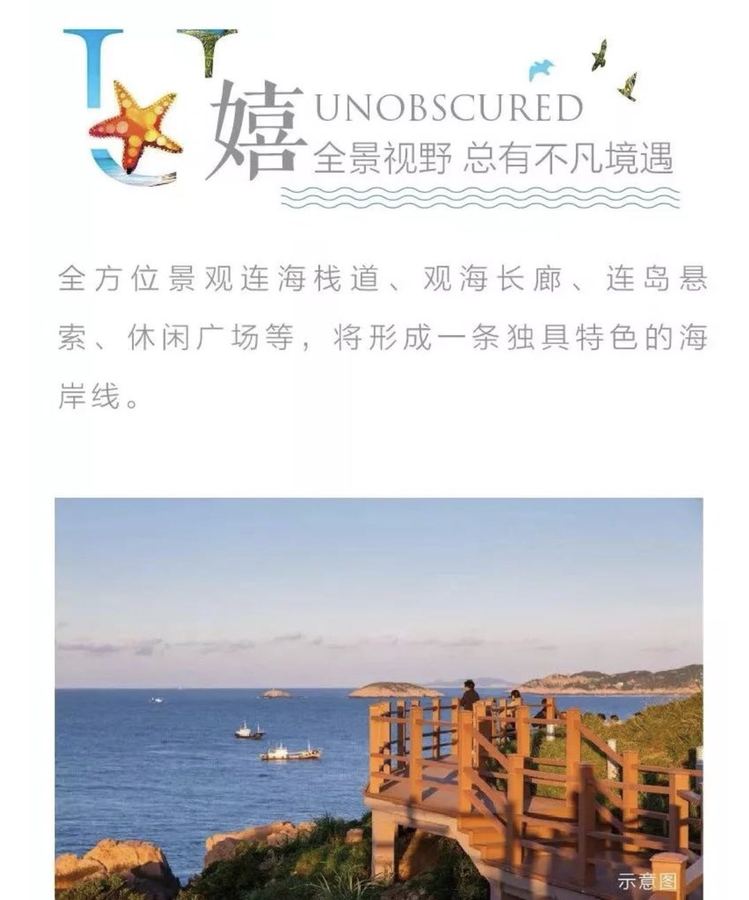 U
嬉
UNOBSCURED
全景视野 总有不凡境遇
全方位景观连海栈道、观海长廊、连岛悬
索、休闲广场等，将形成一条独具特色的海
岸线。
示意图